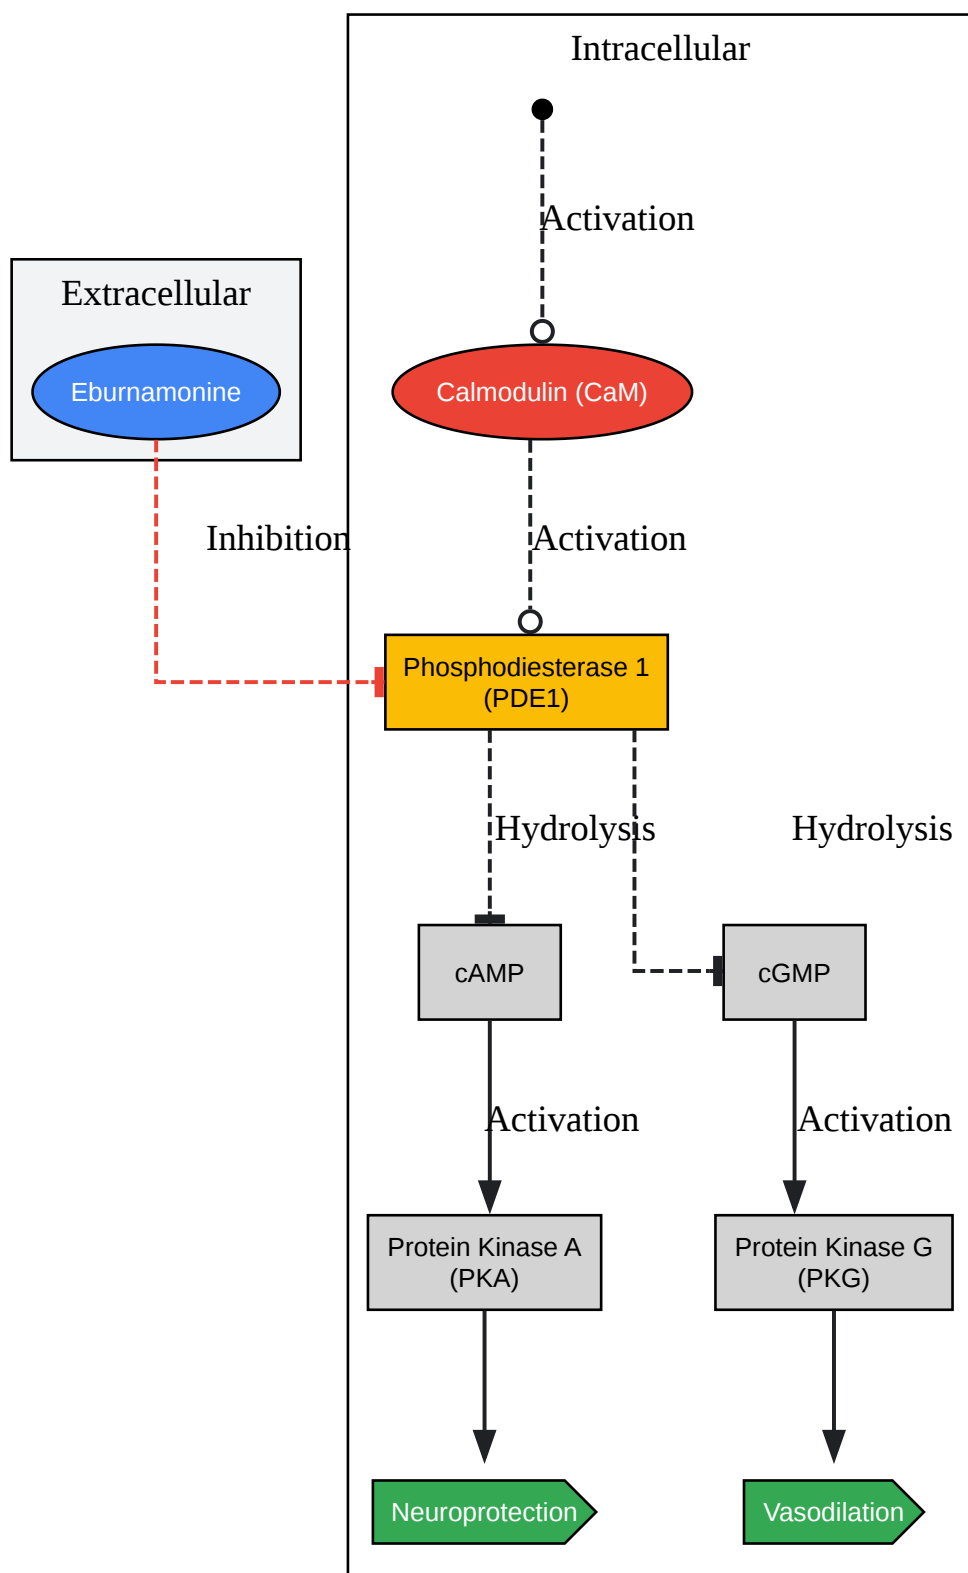 Intracellular
Activation
Extracellular
Eburnamonine
Calmodulin (CaM)
Inhibition
Activation
Phosphodiesterase 1
(PDE1)
Hydrolysis
Hydrolysis
cAMP
cGMP
Activation
Activation
Protein Kinase A
(PKA)
Protein Kinase G
(PKG)
Neuroprotection
Vasodilation